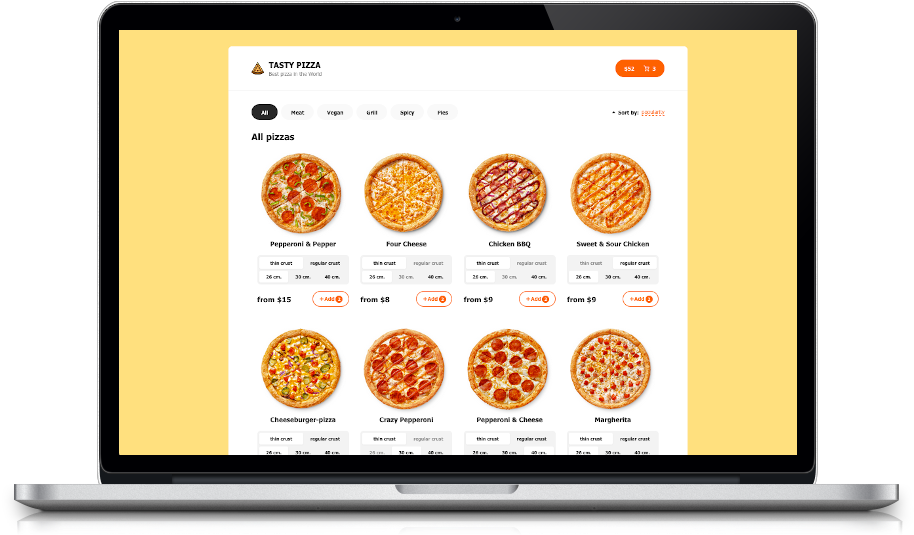 TASTY PIZZA
Best pizza in the World
$52 3
All Meat Vegan Grill Spicy Pies
Sort by: popularity
All pizzas
Pepperoni & Pepper Four Cheese Chicken BBQ Sweet & Sour Chicken
thin crust regular crust thin crust regular crust thin crust regular crust thin crust regular crust
26 cm. 30 cm. 40 cm. 26 cm. 30 cm. 40 cm. 26 cm. 30 cm. 40 cm. 26 cm. 30 cm. 40 cm.
from $15 +Add from $8 +Add from $9 +Add from $9 +Add
Cheeseburger-pizza Crazy Pepperoni Pepperoni & Cheese Margherita
thin crust regular crust thin crust regular crust thin crust regular crust thin crust regular crust
26 cm. 30 cm. 40 cm. 26 cm. 30 cm. 40 cm. 26 cm. 30 cm. 40 cm. 26 cm. 30 cm. 40 cm.